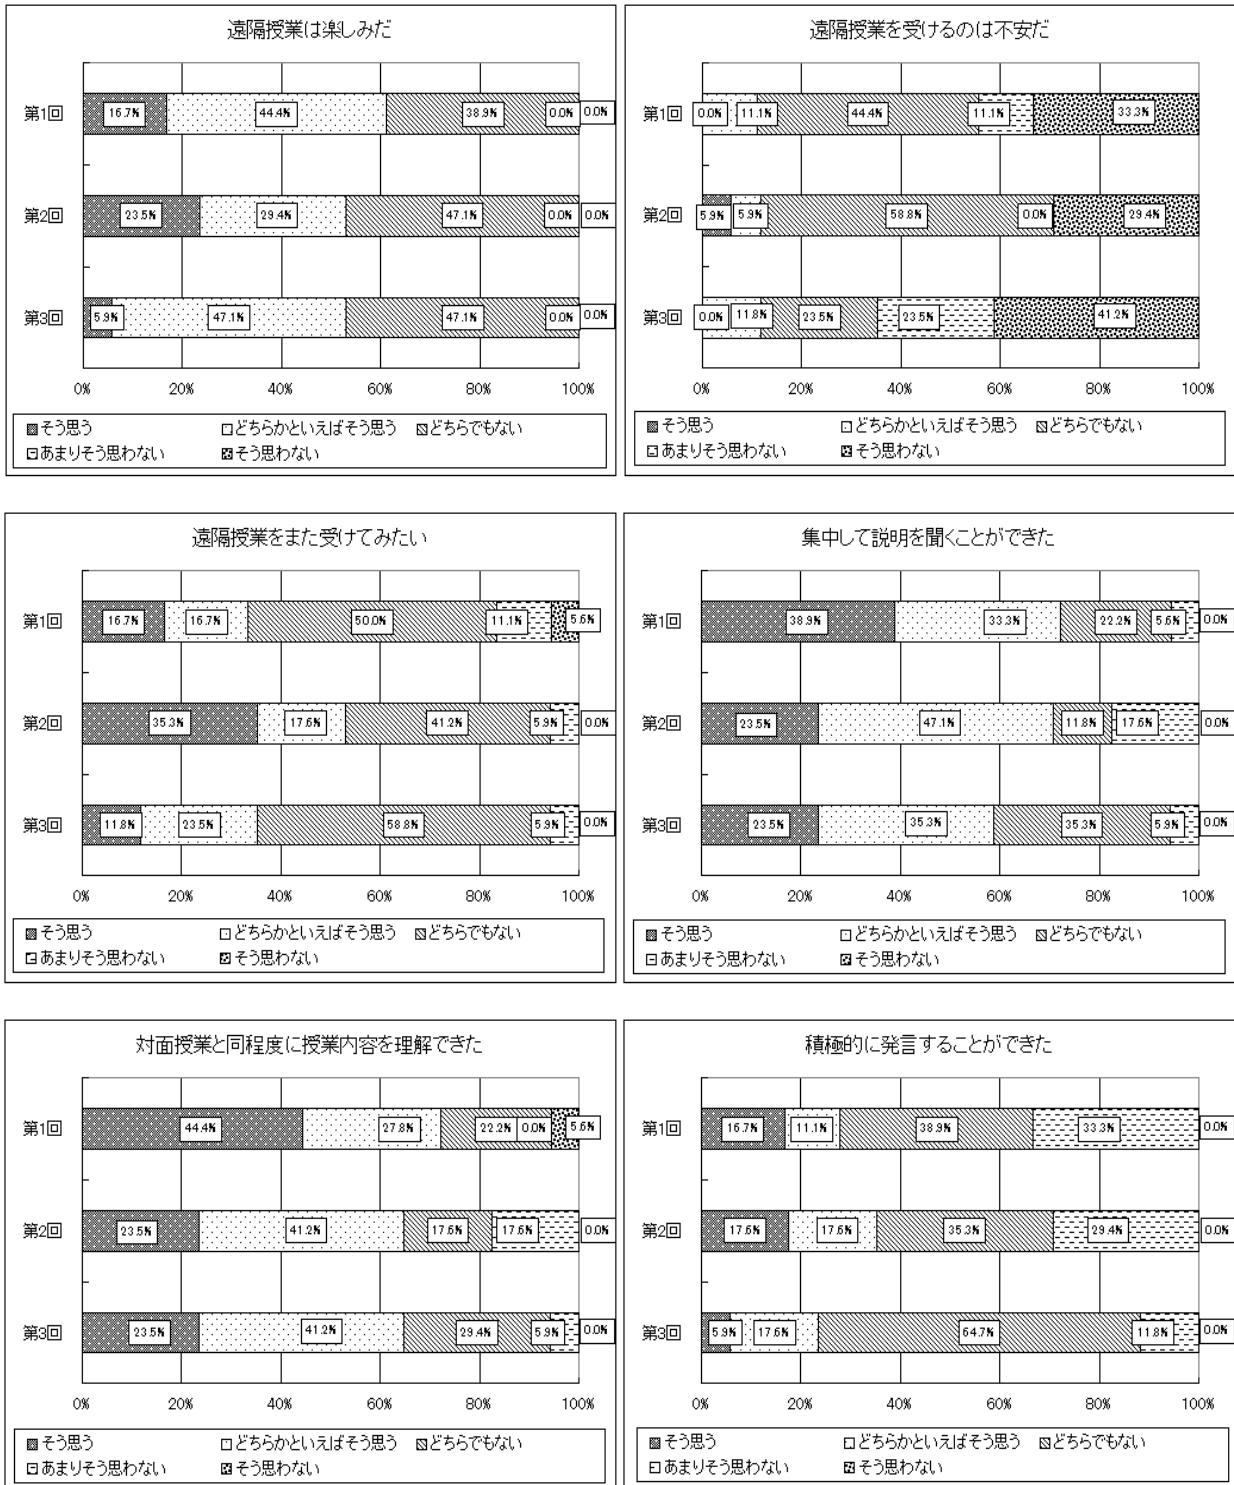 遠隔授業は楽しみだ
第1回 16.7% 44.4% 38.9% 0.0% 0.0%
第2回 23.5% 29.4% 47.1% 0.0% 0.0%
第3回 5.9% 47.1% 47.1% 0.0% 0.0%
0% 20% 40% 60% 80% 100%
そう思う どちらかといえばそう思う どちらでもない
あまりそう思わない そう思わない
遠隔授業を受けるのは不安だ
第1回 0.0% 11.1% 44.4% 11.1% 33.3%
第2回 5.9% 5.9% 58.8% 0.0% 29.4%
第3回 0.0% 11.8% 23.5% 23.5% 41.2%
0% 20% 40% 60% 80% 100%
そう思う どちらかといえばそう思う どちらでもない
あまりそう思わない そう思わない
遠隔授業をまた受けてみたい
第1回 16.7% 16.7% 50.0% 11.1% 5.6%
第2回 35.3% 17.6% 41.2% 5.9% 0.0%
第3回 11.8% 23.5% 58.8% 5.9% 0.0%
0% 20% 40% 60% 80% 100%
そう思う どちらかといえばそう思う どちらでもない
あまりそう思わない そう思わない
集中して説明を聞くことができた
第1回 38.9% 33.3% 22.2% 5.6% 0.0%
第2回 23.5% 47.1% 11.8% 17.6% 0.0%
第3回 23.5% 35.3% 35.3% 5.9% 0.0%
0% 20% 40% 60% 80% 100%
そう思う どちらかといえばそう思う どちらでもない
あまりそう思わない そう思わない
対面授業と同程度に授業内容を理解できた
第1回 44.4% 27.8% 22.2% 0.0% 5.6%
第2回 23.5% 41.2% 17.6% 17.6% 0.0%
第3回 23.5% 41.2% 29.4% 5.9% 0.0%
0% 20% 40% 60% 80% 100%
そう思う どちらかといえばそう思う どちらでもない
あまりそう思わない そう思わない
積極的に発言することができた
第1回 16.7% 11.1% 38.9% 33.3% 0.0%
第2回 17.6% 17.6% 35.3% 29.4% 0.0%
第3回 5.9% 17.6% 64.7% 11.8% 0.0%
0% 20% 40% 60% 80% 100%
そう思う どちらかといえばそう思う どちらでもない
あまりそう思わない そう思わない